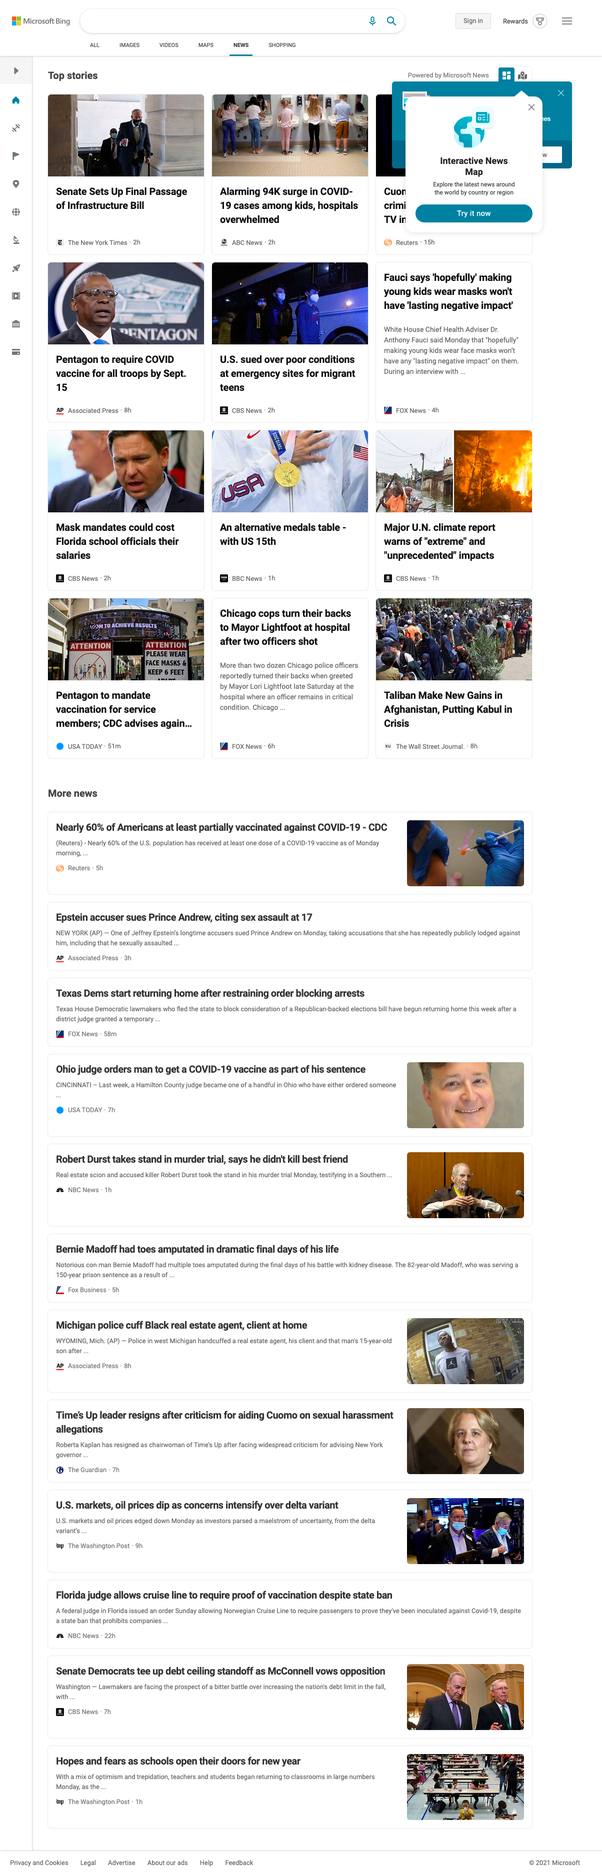 Microsoft Bing
Sign in
Rewards
ALL
IMAGES
VIDEOS
MAPS
NEWS
SHOPPING
Top stories
Powered by Microsoft News
Interactive News
Map
Explore the latest news around
the world by country or region
Try it now
Senate Sets Up Final Passage
of Infrastructure Bill
The New York Times · 2h
Alarming 94K surge in COVID-
19 cases among kids, hospitals
overwhelmed
ABC News · 2h
TV in
Reuters · 15h
PENTAGON
Pentagon to require COVID
vaccine for all troops by Sept.
15
AP Associated Press · 8h
U.S. sued over poor conditions
at emergency sites for migrant
teens
CBS News · 2h
Fauci says 'hopefully' making
young kids wear masks won't
have 'lasting negative impact'
White House Chief Health Adviser Dr.
Anthony Fauci said Monday that "hopefully"
making young kids wear face masks won't
have any "lasting negative impact" on them.
During an interview with ...
FOX News · 4h
Mask mandates could cost
Florida school officials their
salaries
CBS News · 2h
USA
An alternative medals table -
with US 15th
BBC News · 1h
Major U.N. climate report
warns of "extreme" and
"unprecedented" impacts
CBS News · 1h
TO ACHIEVE RESULTS
ATTENTION
ATTENTION
PLEASE WEAR
FACE MASKS &
KEEP 6 FEET
Pentagon to mandate
vaccination for service
members; CDC advises again...
USA TODAY · 51m
Chicago cops turn their backs
to Mayor Lightfoot at hospital
after two officers shot
More than two dozen Chicago police officers
reportedly turned their backs when greeted
by Mayor Lori Lightfoot late Saturday at the
hospital where an officer remains in critical
condition. Chicago ...
FOX News · 6h
Taliban Make New Gains in
Afghanistan, Putting Kabul in
Crisis
The Wall Street Journal. · 8h
More news
Nearly 60% of Americans at least partially vaccinated against COVID-19 - CDC
(Reuters) - Nearly 60% of the U.S. population has received at least one dose of a COVID-19 vaccine as of Monday
morning, ...
Reuters · 5h
Epstein accuser sues Prince Andrew, citing sex assault at 17
NEW YORK (AP) — One of Jeffrey Epstein's longtime accusers sued Prince Andrew on Monday, taking accusations that she has repeatedly publicly lodged against
him, including that he sexually assaulted ...
AP Associated Press · 3h
Texas Dems start returning home after restraining order blocking arrests
Texas House Democratic lawmakers who fled the state to block consideration of a Republican-backed elections bill have begun returning home this week after a
district judge granted a temporary ...
FOX News · 58m
Ohio judge orders man to get a COVID-19 vaccine as part of his sentence
CINCINNATI – Last week, a Hamilton County judge became one of a handful in Ohio who have either ordered someone
...
USA TODAY · 7h
Robert Durst takes stand in murder trial, says he didn't kill best friend
Real estate scion and accused killer Robert Durst took the stand in his murder trial Monday, testifying in a Southern ...
NBC News · 1h
Bernie Madoff had toes amputated in dramatic final days of his life
Notorious con man Bernie Madoff had multiple toes amputated during the final days of his battle with kidney disease. The 82-year-old Madoff, who was serving a
150-year prison sentence as a result of ...
Fox Business · 5h
Michigan police cuff Black real estate agent, client at home
WYOMING, Mich. (AP) — Police in west Michigan handcuffed a real estate agent, his client and that man's 15-year-old
son after ...
AP Associated Press · 8h
Time's Up leader resigns after criticism for aiding Cuomo on sexual harassment
allegations
Roberta Kaplan has resigned as chairwoman of Time's Up after facing widespread criticism for advising New York
governor ...
The Guardian · 7h
U.S. markets, oil prices dip as concerns intensify over delta variant
U.S. markets and oil prices edged down Monday as investors parsed a maelstrom of uncertainty, from the delta
variant's ...
wp The Washington Post · 9h
Florida judge allows cruise line to require proof of vaccination despite state ban
A federal judge in Florida issued an order Sunday allowing Norwegian Cruise Line to require passengers to prove they've been inoculated against Covid-19, despite
a state ban that prohibits companies ...
NBC News · 22h
Senate Democrats tee up debt ceiling standoff as McConnell vows opposition
Washington — Lawmakers are facing the prospect of a bitter battle over increasing the nation's debt limit in the fall,
with ...
CBS News · 7h
Hopes and fears as schools open their doors for new year
With a mix of optimism and trepidation, teachers and students began returning to classrooms in large numbers
Monday, as the ...
wp The Washington Post · 1h
Privacy and Cookies
Legal
Advertise
About our ads
Help
Feedback
© 2021 Microsoft